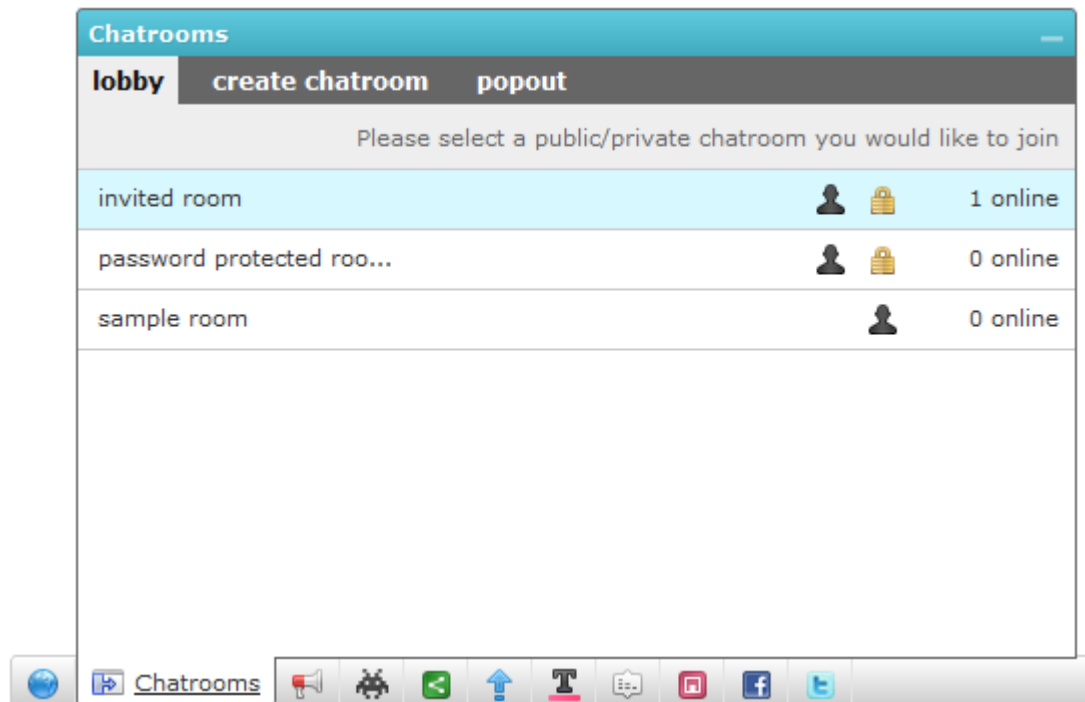 Chatrooms
lobby create chatroom popout
Please select a public/private chatroom you would like to join
invited room 1 online
password protected roo... 0 online
sample room 0 online
Chatrooms